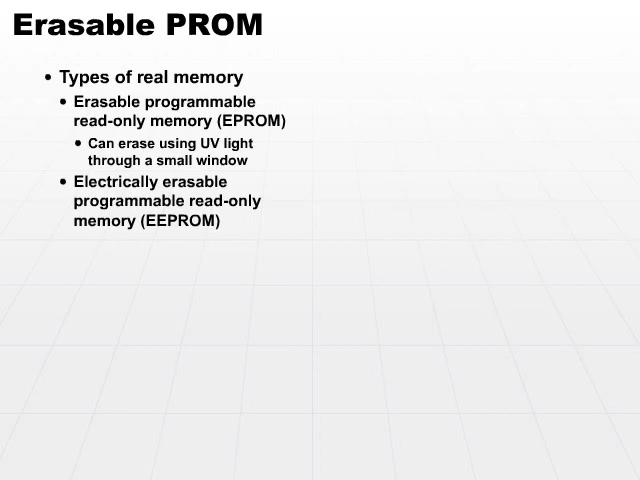 Erasable PROM
• Types of real memory
• Erasable programmable
read-only memory (EPROM)
• Can erase using UV light
through a small window
• Electrically erasable
programmable read-only
memory (EEPROM)